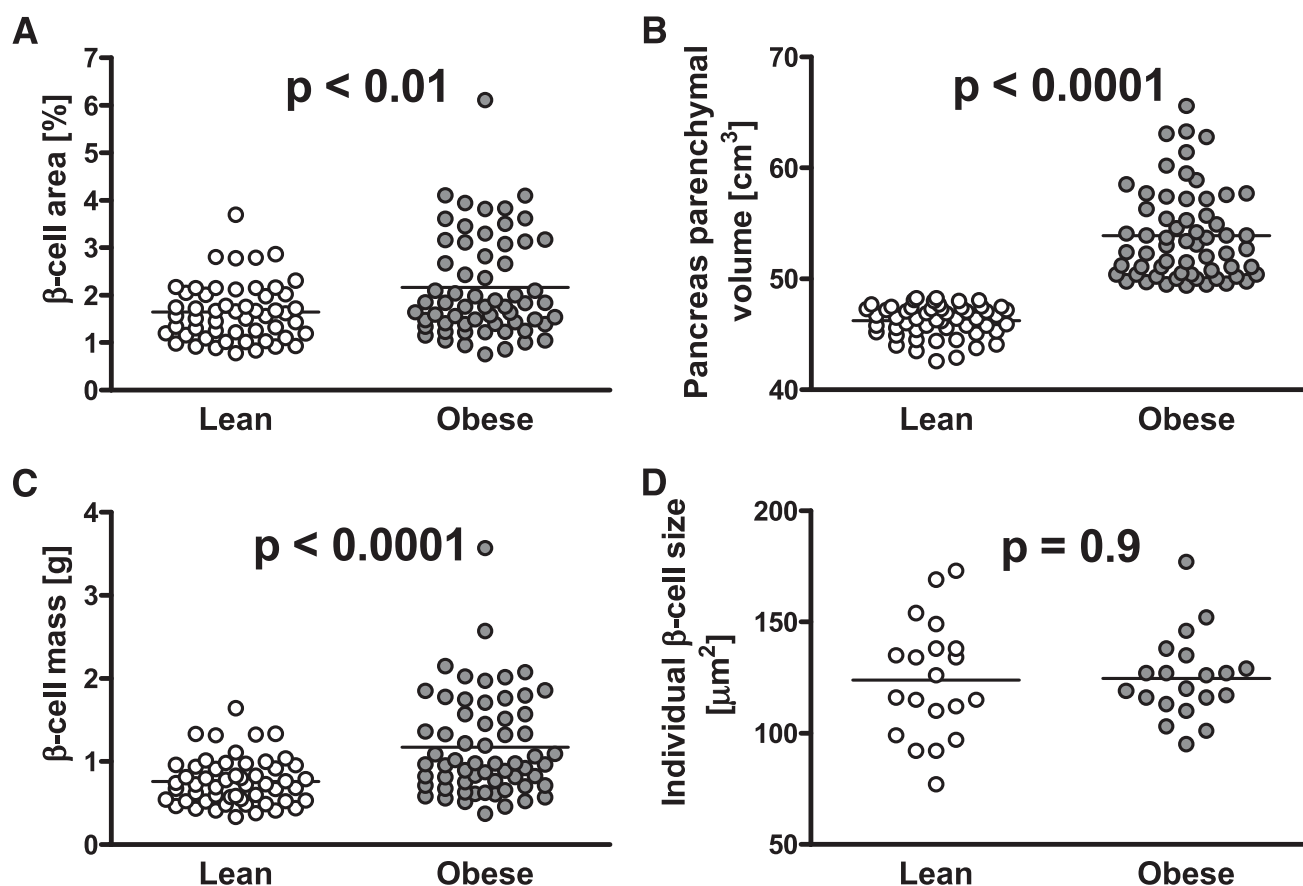 A
β-cell area [%]
7
6
5
4
3
2
1
0
p < 0.01
Lean
Obese
B
Pancreas parenchymal
volume [cm³]
70
60
50
40
p < 0.0001
Lean
Obese
C
β-cell mass [g]
4
3
2
1
0
p < 0.0001
Lean
Obese
D
Individual β-cell size
[μm²]
200
150
100
50
p = 0.9
Lean
Obese